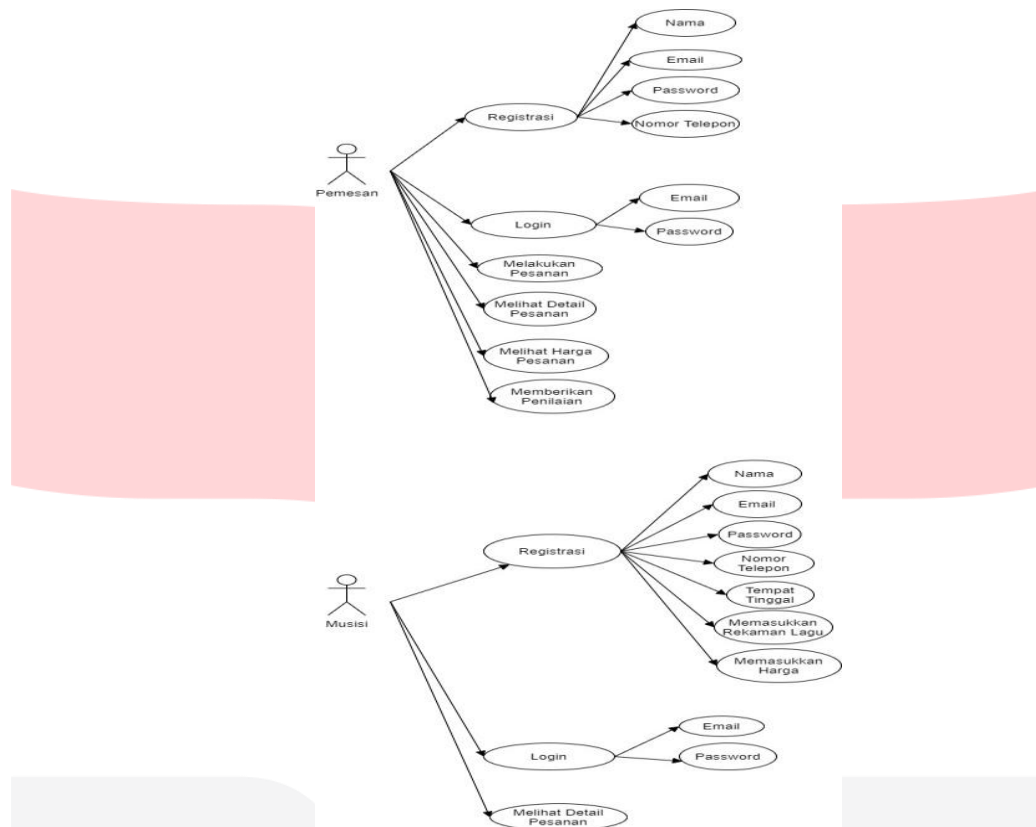 Nama
Email
Password
Registrasi
Nomor Telepon
Pemesan
Email
Login
Password
Melakukan
Pesanan
Melihat Detail
Pesanan
Melihat Harga
Pesanan
Memberikan
Penilaian
Nama
Email
Password
Registrasi
Nomor
Telepon
Tempat
Tinggal
Musisi
Memasukkan
Rekaman Lagu
Memasukkan
Harga
Email
Login
Password
Melihat Detail
Pesanan